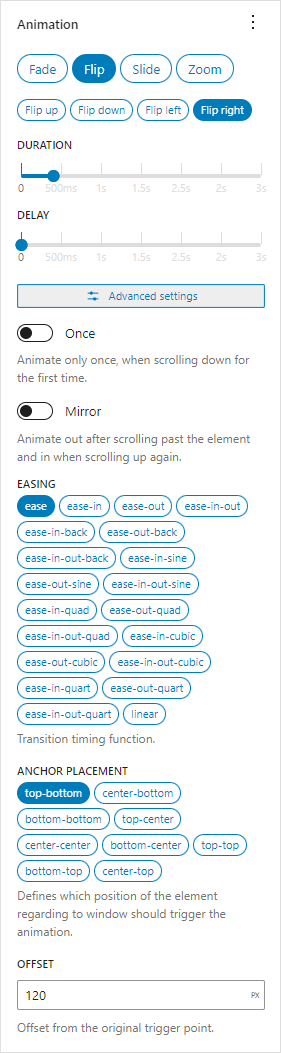 Animation
Fade Flip Slide Zoom
Flip up Flip down Flip left Flip right
DURATION
0 500ms 1s 1.5s 2s 2.5s 3s
DELAY
0 500ms 1s 1.5s 2s 2.5s 3s
Advanced settings
Once
Animate only once, when scrolling down for
the first time.
Mirror
Animate out after scrolling past the element
and in when scrolling up again.
EASING
ease ease-in ease-out ease-in-out
ease-in-back ease-out-back
ease-in-out-back ease-in-sine
ease-out-sine ease-in-out-sine
ease-in-quad ease-out-quad
ease-in-out-quad ease-in-cubic
ease-out-cubic ease-in-out-cubic
ease-in-quart ease-out-quart
ease-in-out-quart linear
Transition timing function.
ANCHOR PLACEMENT
top-bottom center-bottom
bottom-bottom top-center
center-center bottom-center top-top
bottom-top center-top
Defines which position of the element
regarding to window should trigger the
animation.
OFFSET
120 PX
Offset from the original trigger point.